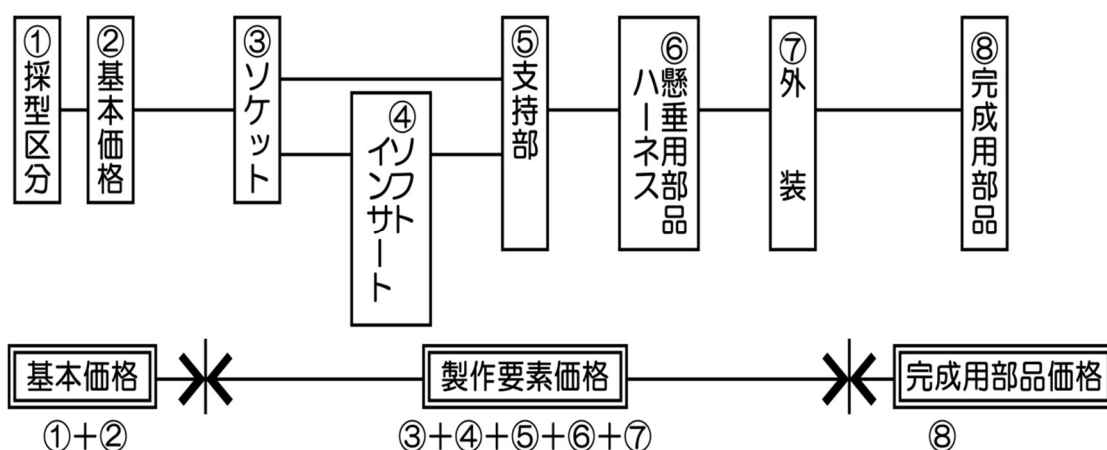 ①採型区分
②基本価格
③ソケット
④ソフト
インサート
⑤支持部
⑥懸垂用部品
ハーネス
⑦外装
⑧完成用部品
基本価格
製作要素価格
完成用部品価格
①+②
③+④+⑤+⑥+⑦
⑧